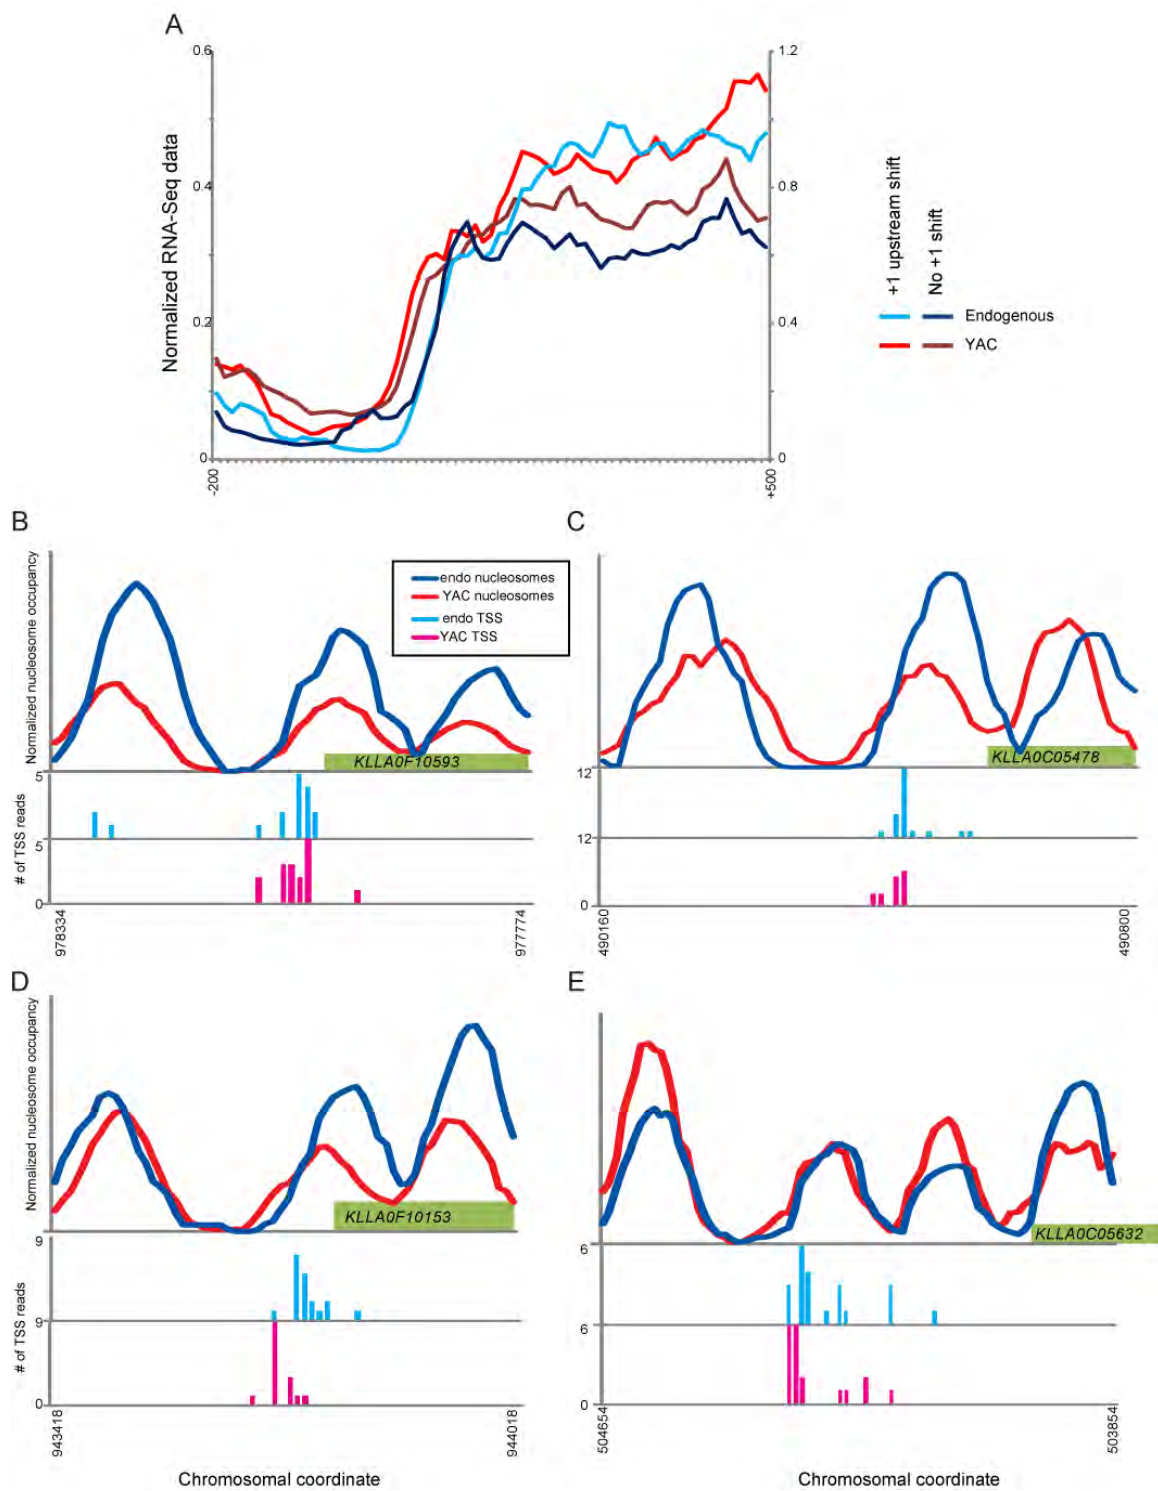 A
0.6
0.4
0.2
0
1.2
0.8
0.4
0
Normalized RNA-Seq data
-200
+500
+1 upstream shift
No +1 shift
Endogenous
YAC
B
Normalized nucleosome occupancy
endo nucleosomes
YAC nucleosomes
endo TSS
YAC TSS
KLLA0F10593
# of TSS reads
5
5
0
978334
977774
C
KLLA0C05478
12
12
0
490160
490800
D
Normalized nucleosome occupancy
KLLA0F10153
# of TSS reads
9
9
0
943418
944018
Chromosomal coordinate
E
KLLA0C05632
6
6
0
504654
503854
Chromosomal coordinate